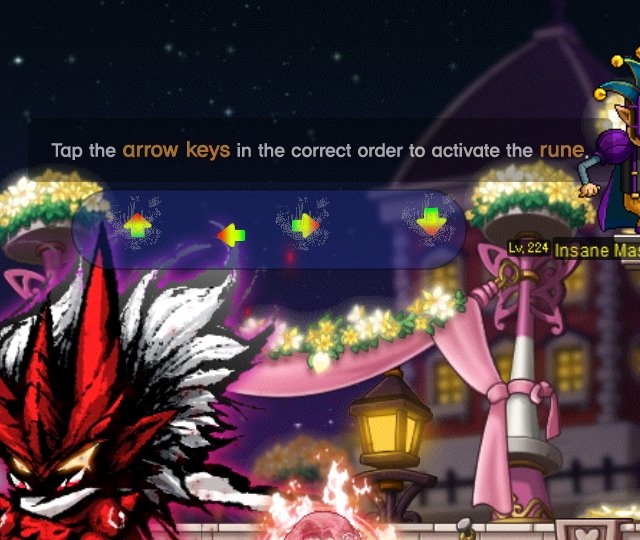 Tap the arrow keys in the correct order to activate the rune.
Lv. 224 Insane Mas